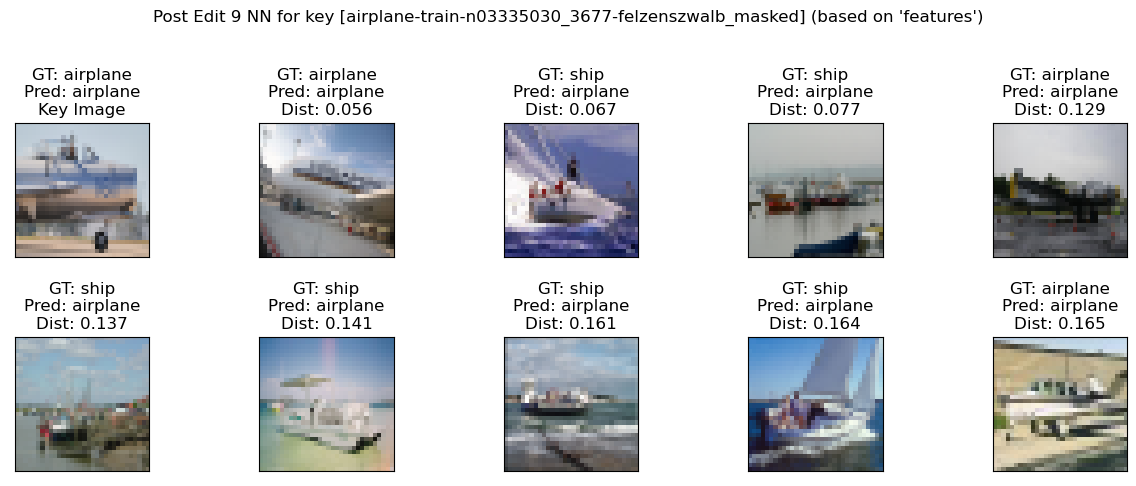 Post Edit 9 NN for key [airplane-train-n03335030_3677-felzenszwalb_masked] (based on 'features')
GT: airplane
Pred: airplane
Key Image
GT: airplane
Pred: airplane
Dist: 0.056
GT: ship
Pred: airplane
Dist: 0.067
GT: ship
Pred: airplane
Dist: 0.077
GT: airplane
Pred: airplane
Dist: 0.129
GT: ship
Pred: airplane
Dist: 0.137
GT: ship
Pred: airplane
Dist: 0.141
GT: ship
Pred: airplane
Dist: 0.161
GT: ship
Pred: airplane
Dist: 0.164
GT: airplane
Pred: airplane
Dist: 0.165